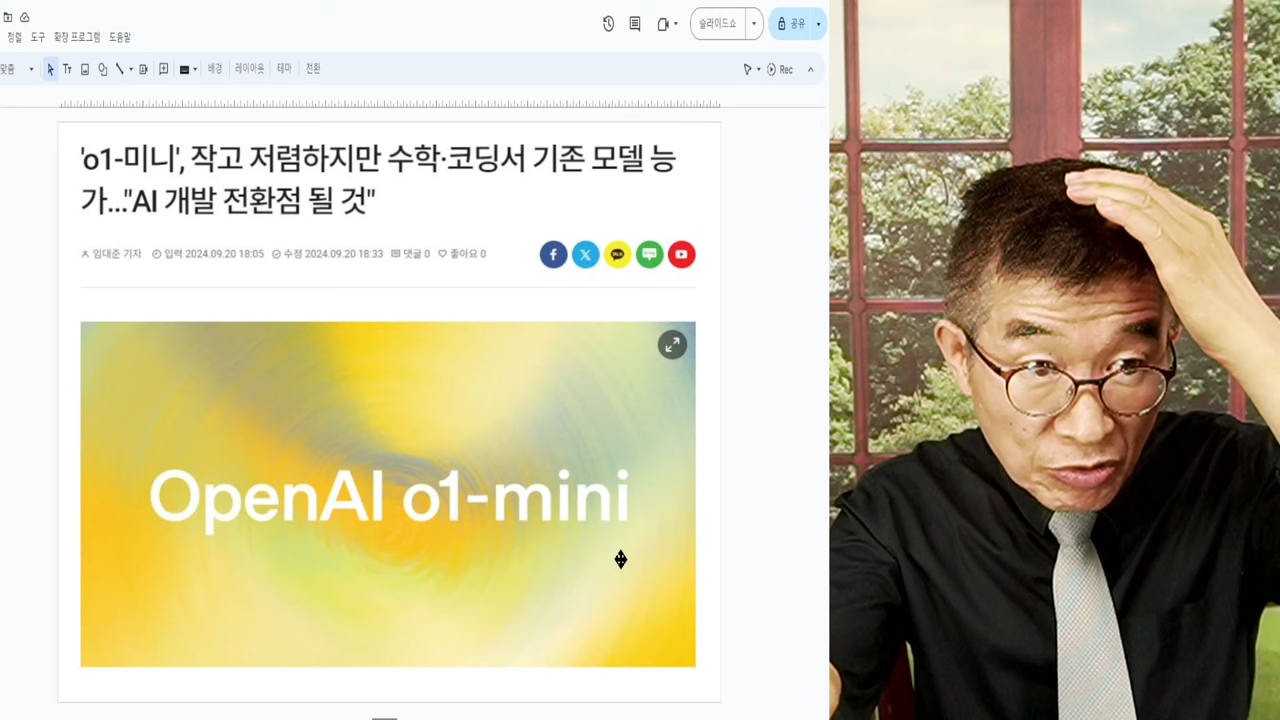 정렬 도구 확장 프로그램 도움말
슬라이드쇼
공유
맞춤
Tr
배경 레이아웃 테마 전환
Rec
'o1-미니', 작고 저렴하지만 수학·코딩서 기존 모델 능
가..."AI 개발 전환점 될 것"
임대준 기자 입력 2024.09.20 18:05 수정 2024.09.20 18:33 댓글 0 좋아요 0
OpenAI o1-mini